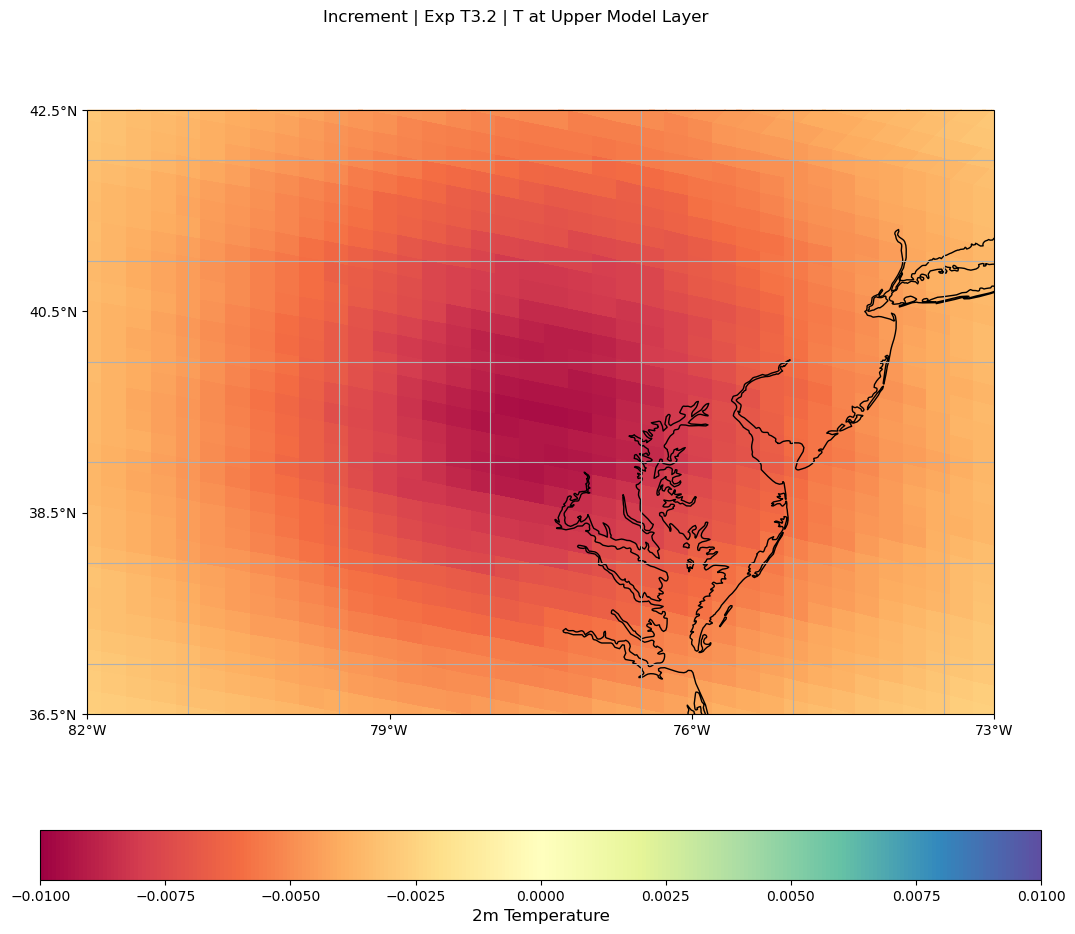 Increment | Exp T3.2 | T at Upper Model Layer
42.5°N
40.5°N
38.5°N
36.5°N
82°W 79°W 76°W 73°W
−0.0100 −0.0075 −0.0050 −0.0025 0.0000 0.0025 0.0050 0.0075 0.0100
2m Temperature